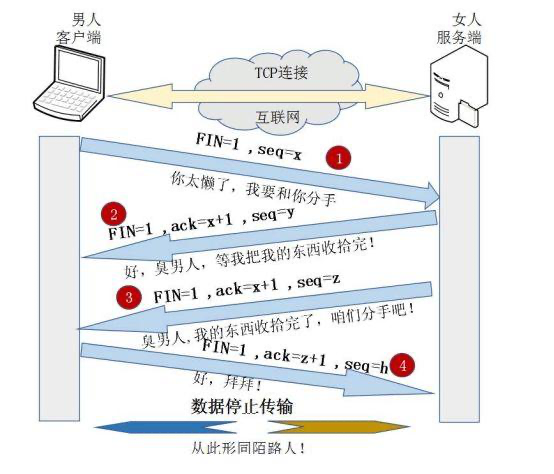 男人
客户端
女人
服务端
TCP连接
互联网
FIN=1 ,seq=x
1
你太懒了，我要和你分手
2
FIN=1 ,ack=x+1 ,seq=y
好，臭男人，等我把我的东西收拾完！
3
FIN=1 ,ack=x+1 ,seq=z
臭男人,我的东西收拾完了，咱们分手吧！
FIN=1 ,ack=z+1 ,seq=h
4
好，拜拜！
数据停止传输
从此形同陌路人！